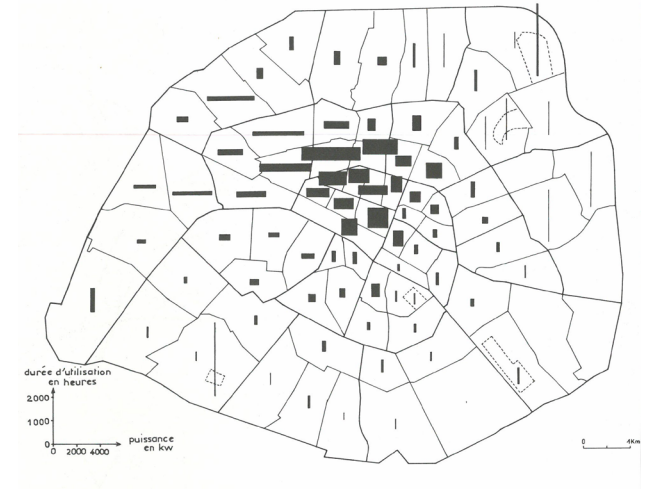 durée d'utilisation
en heures
2000
1000
0
0 2000 4000
puissance
en kw
0 4Km